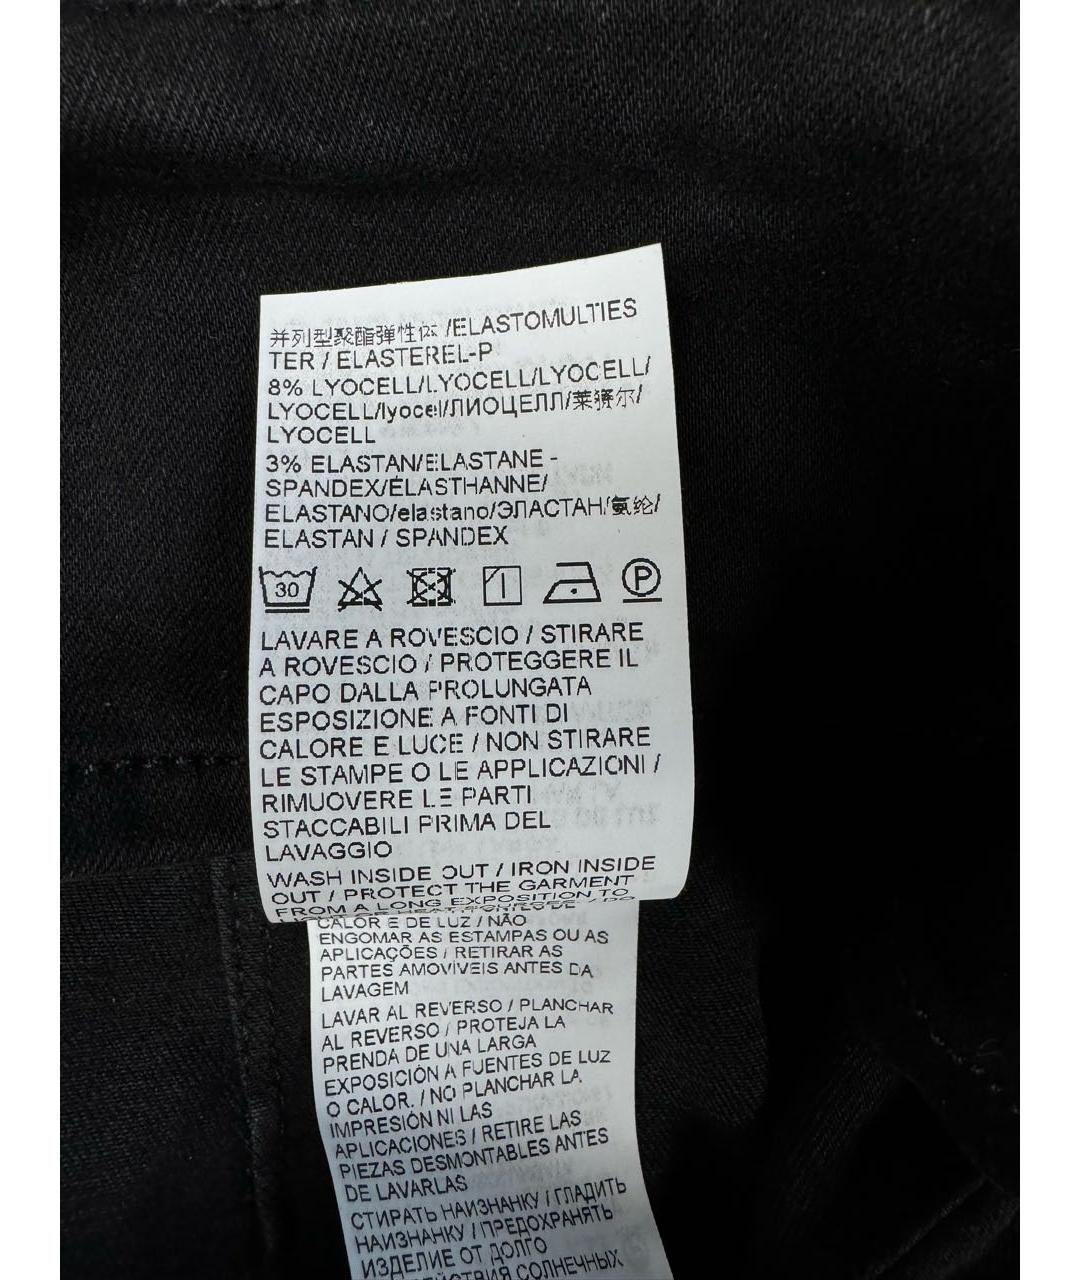 并列型聚酯弹性体 /ELASTOMULTIES
TER / ELASTEREL-P
8% LYOCELL/LYOCELL/LYOCELL/
LYOCELL/lyocel/ЛИОЦЕЛЛ/莱赛尔/
LYOCELL
3% ELASTAN/ELASTANE -
SPANDEX/ÉLASTHANNE/
ELASTANO/elastano/ЭЛАСТАН/氨纶/
ELASTAN / SPANDEX
30 P
LAVARE A ROVESCIO / STIRARE
A ROVESCIO / PROTEGGERE IL
CAPO DALLA PROLUNGATA
ESPOSIZIONE A FONTI DI
CALORE E LUCE / NON STIRARE
LE STAMPE O LE APPLICAZIONI /
RIMUOVERE LE PARTI
STACCABILI PRIMA DEL
LAVAGGIO
WASH INSIDE OUT / IRON INSIDE
OUT / PROTECT THE GARMENT
FROM A LONG EXPOSITION TO
CALOR E DE LUZ / NÃO
ENGOMAR AS ESTAMPAS OU AS
APLICAÇÕES / RETIRAR AS
PARTES AMOVÍVEIS ANTES DA
LAVAGEM
LAVAR AL REVERSO / PLANCHAR
AL REVERSO / PROTEJA LA
PRENDA DE UNA LARGA
EXPOSICIÓN A FUENTES DE LUZ
O CALOR. / NO PLANCHAR LA
IMPRESIÓN NI LAS
APLICACIONES / RETIRE LAS
PIEZAS DESMONTABLES ANTES
DE LAVARLAS
СТИРАТЬ НАИЗНАНКУ / ГЛАДИТЬ
НАИЗНАНКУ / ПРЕДОХРАНЯТЬ
ИЗДЕЛИЕ ОТ ДОЛГО
СОЛНЕЧНЫХ